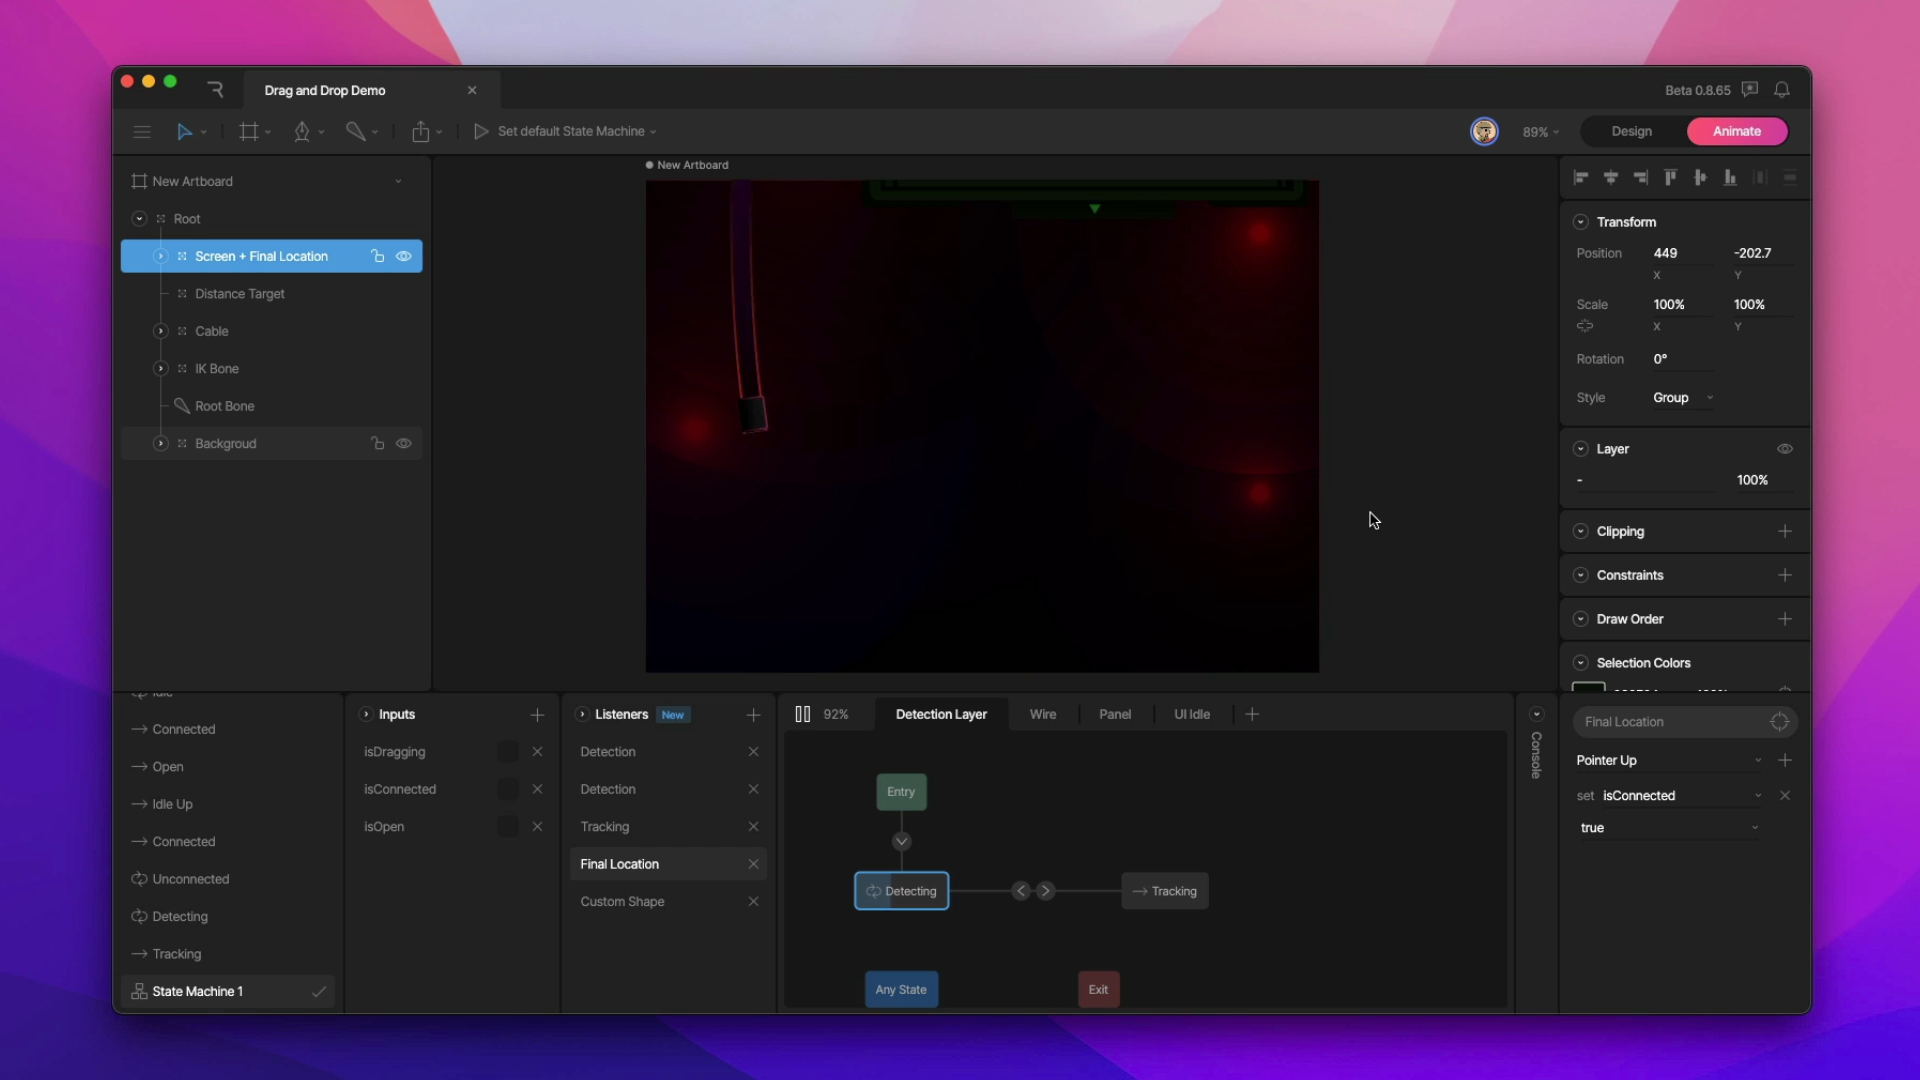 Drag and Drop Demo
Beta 0.8.65
Set default State Machine
89%
Design
Animate
New Artboard
Root
Screen + Final Location
Distance Target
Cable
IK Bone
Root Bone
Backgroud
New Artboard
Transform
Position
449
-202.7
X
Y
Scale
100%
100%
X
Y
Rotation
0°
Style
Group
Layer
-
100%
Clipping
Constraints
Draw Order
Selection Colors
Idle
Connected
Open
Idle Up
Connected
Unconnected
Detecting
Tracking
State Machine 1
Inputs
isDragging
isConnected
isOpen
Listeners New
Detection
Detection
Tracking
Final Location
Custom Shape
92%
Detection Layer
Wire
Panel
UI Idle
Entry
Detecting
Tracking
Any State
Exit
Console
Final Location
Pointer Up
set isConnected
true